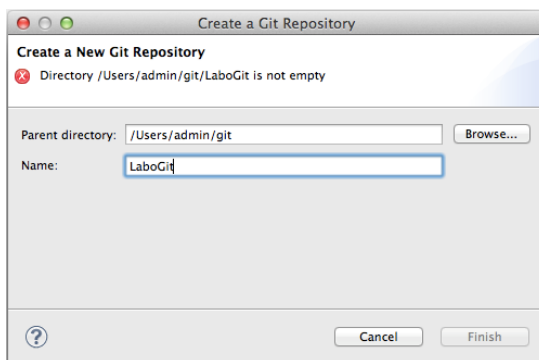 Create a Git Repository
Create a New Git Repository
Directory /Users/admin/git/LaboGit is not empty
Parent directory: /Users/admin/git Browse...
Name: LaboGit
? Cancel Finish